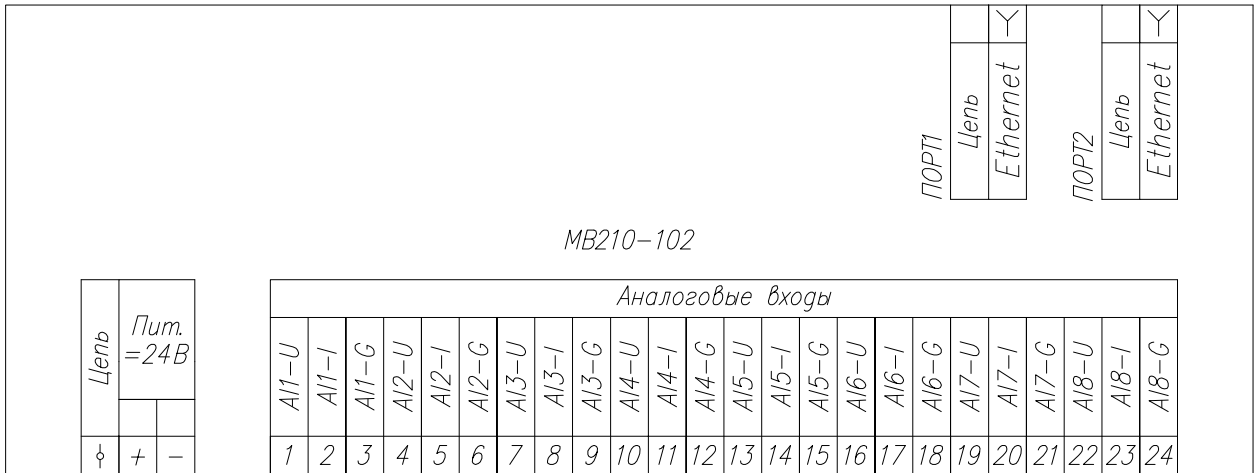 ПОРТ1
Цепь
Ethernet
ПОРТ2
Цепь
Ethernet
МВ210-102
Цепь
Пит.
=24В
+ -
Аналоговые входы
AI1-U AI1-I AI1-G AI2-U AI2-I AI2-G AI3-U AI3-I AI3-G AI4-U AI4-I AI4-G AI5-U AI5-I AI5-G AI6-U AI6-I AI6-G AI7-U AI7-I AI7-G AI8-U AI8-I AI8-G
1 2 3 4 5 6 7 8 9 10 11 12 13 14 15 16 17 18 19 20 21 22 23 24